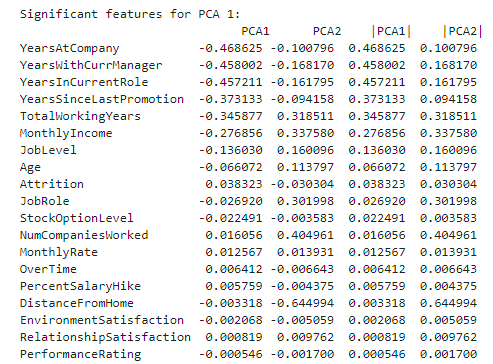 Significant features for PCA 1:
PCA1 PCA2 |PCA1| |PCA2|
YearsAtCompany -0.468625 -0.100796 0.468625 0.100796
YearsWithCurrManager -0.458002 -0.168170 0.458002 0.168170
YearsInCurrentRole -0.457211 -0.161795 0.457211 0.161795
YearsSinceLastPromotion -0.373133 -0.094158 0.373133 0.094158
TotalWorkingYears -0.345877 0.318511 0.345877 0.318511
MonthlyIncome -0.276856 0.337580 0.276856 0.337580
JobLevel -0.136030 0.160096 0.136030 0.160096
Age -0.066072 0.113797 0.066072 0.113797
Attrition 0.038323 -0.030304 0.038323 0.030304
JobRole -0.026920 0.301998 0.026920 0.301998
StockOptionLevel -0.022491 -0.003583 0.022491 0.003583
NumCompaniesWorked 0.016056 0.404961 0.016056 0.404961
MonthlyRate 0.012567 0.013931 0.012567 0.013931
OverTime 0.006412 -0.006643 0.006412 0.006643
PercentSalaryHike 0.005759 -0.004375 0.005759 0.004375
DistanceFromHome -0.003318 -0.644994 0.003318 0.644994
EnvironmentSatisfaction -0.002068 -0.005059 0.002068 0.005059
RelationshipSatisfaction 0.000819 0.009762 0.000819 0.009762
PerformanceRating -0.000546 -0.001700 0.000546 0.001700